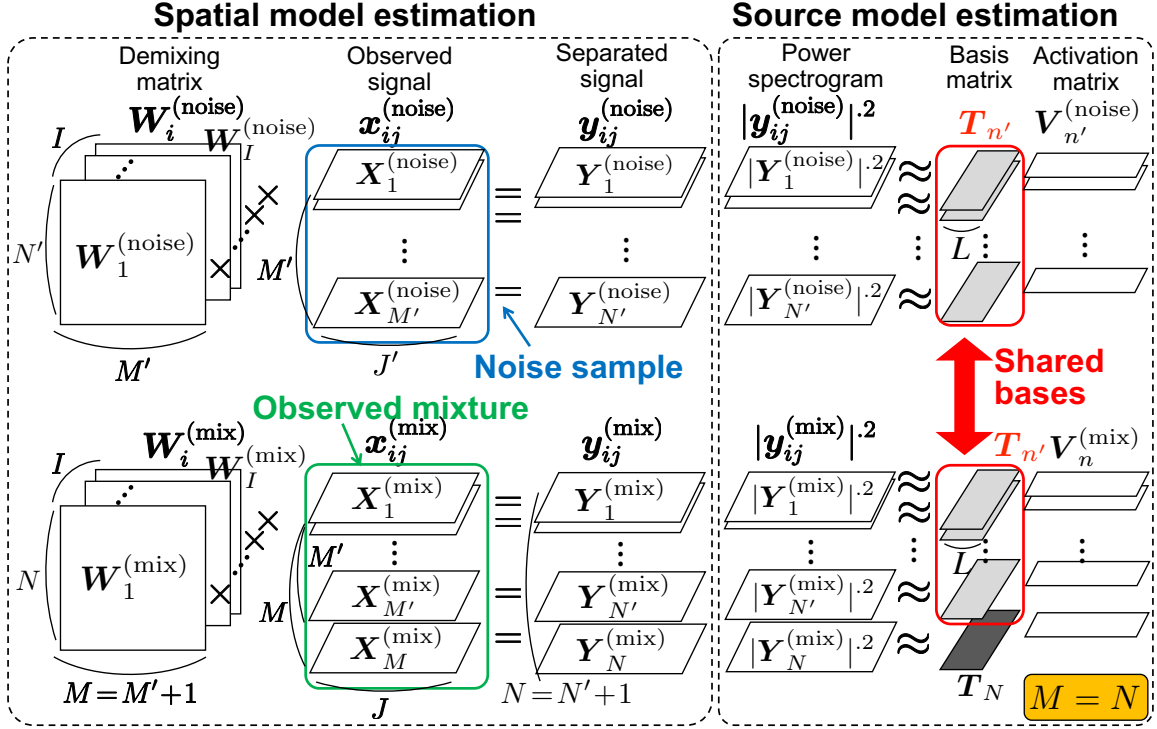 Spatial model estimation
Source model estimation
Demixing matrix
Observed signal
Separated signal
Power spectrogram
Basis matrix
Activation matrix
W_i^(noise)
x_ij^(noise)
y_ij^(noise)
|y_ij^(noise)|^.2
T_n'
V_n'^(noise)
I
W_I^(noise)
X_1^(noise)
=
=
Y_1^(noise)
|Y_1^(noise)|^.2
≈
≈
N'
W_1^(noise)
×
×
×
M'
L
≈
X_M'^(noise)
=
Y_N'^(noise)
|Y_N'^(noise)|^.2
≈
M'
J'
Noise sample
Shared
bases
Observed mixture
W_i^(mix)
x_ij^(mix)
y_ij^(mix)
|y_ij^(mix)|^.2
T_n'
V_n^(mix)
I
W_I^(mix)
X_1^(mix)
=
=
Y_1^(mix)
|Y_1^(mix)|^.2
≈
≈
N
W_1^(mix)
×
×
×
M'
L
≈
M
X_M'^(mix)
=
Y_N'^(mix)
|Y_N'^(mix)|^.2
≈
X_M^(mix)
=
Y_N^(mix)
|Y_N^(mix)|^.2
≈
M=M'+1
J
N=N'+1
T_N
M = N